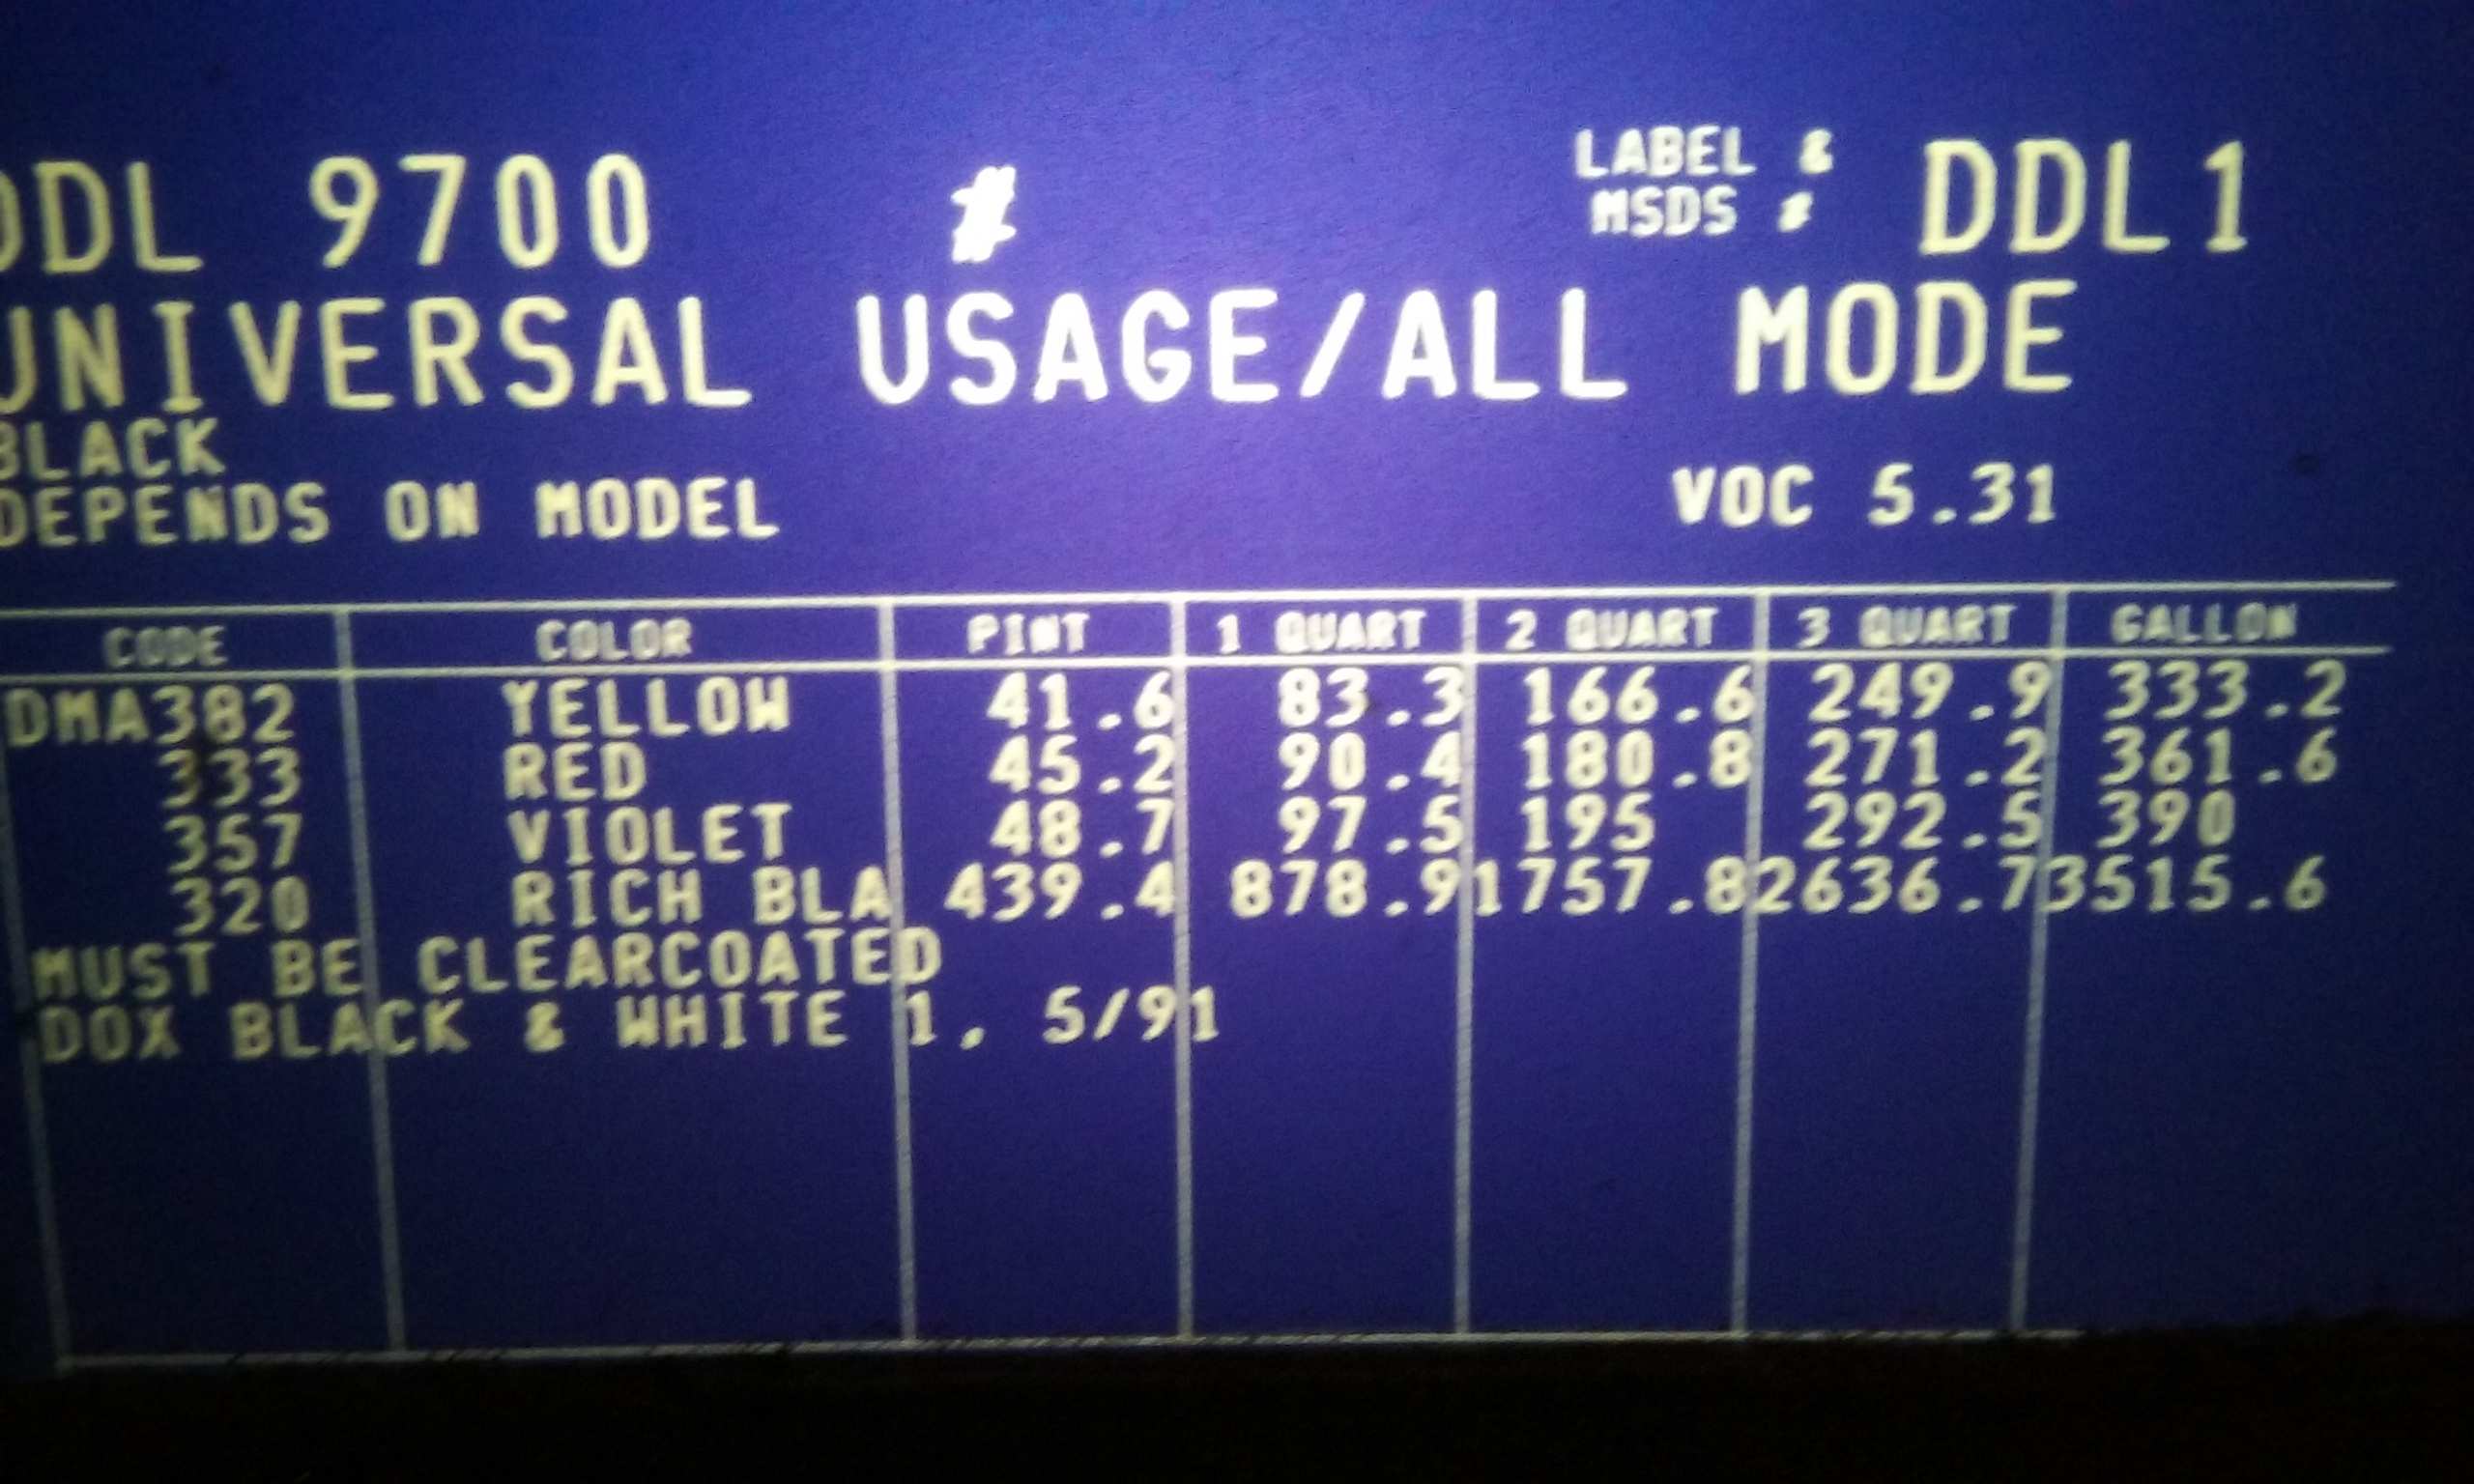 DDL 9700 # LABEL & MSDS # DDL1
UNIVERSAL USAGE/ALL MODE
BLACK
DEPENDS ON MODEL VOC 5.31
CODE COLOR PINT 1 QUART 2 QUART 3 QUART GALLON
DMA382 YELLOW 41.6 83.3 166.6 249.9 333.2
333 RED 45.2 90.4 180.8 271.2 361.6
357 VIOLET 48.7 97.5 195 292.5 390
320 RICH BLA 439.4 878.9 1757.8 2636.7 3515.6
MUST BE CLEARCOATED
DOX BLACK & WHITE 1, 5/91